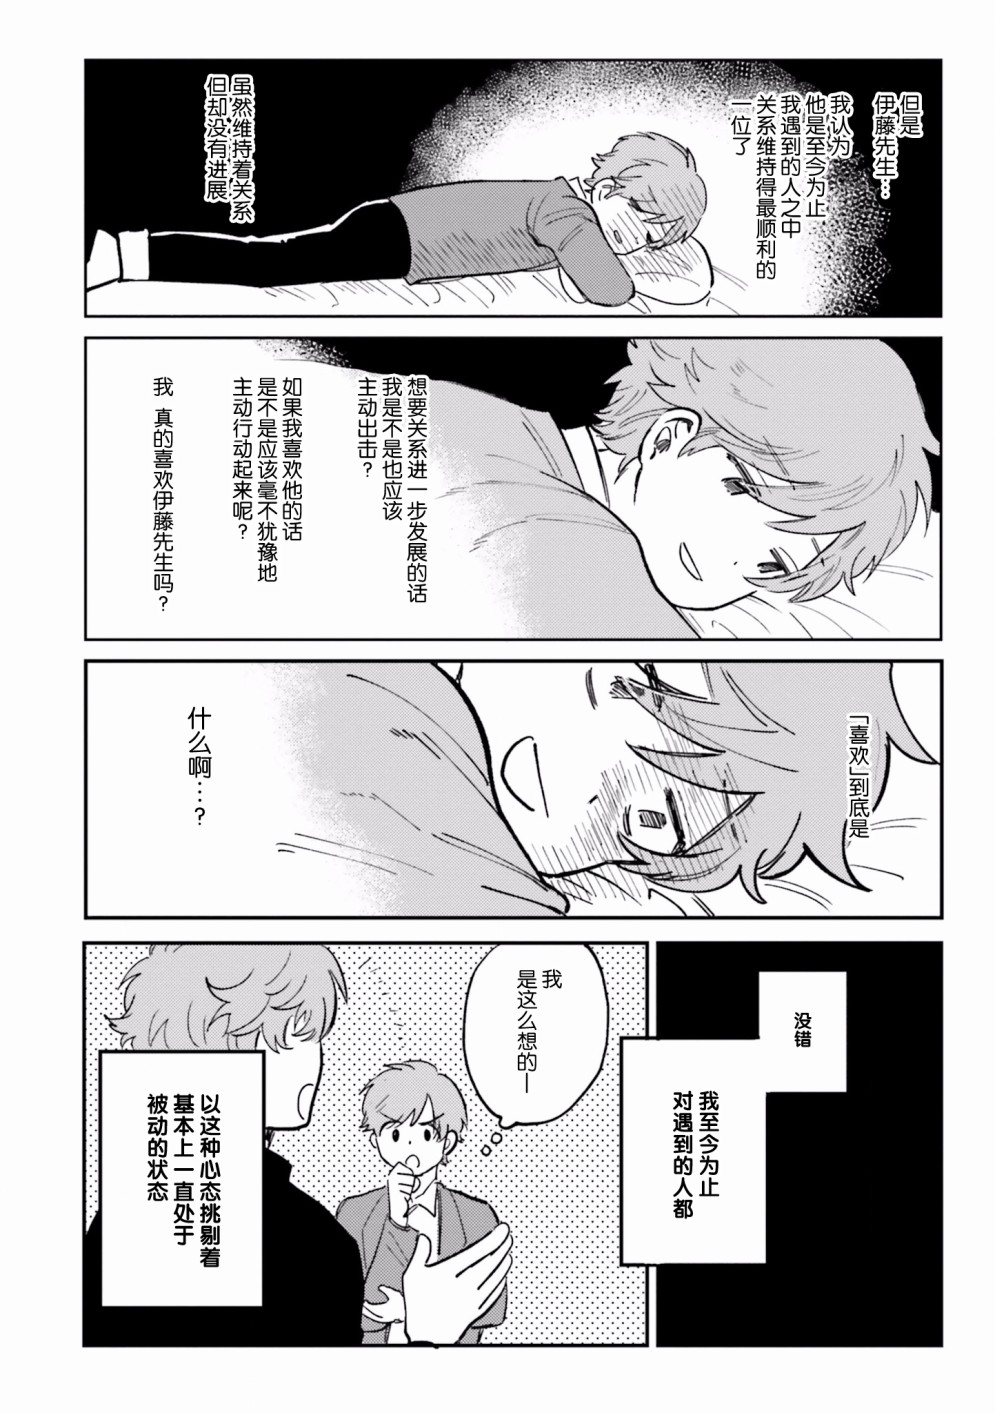 但是
伊藤先生…
我认为
他是至今为止
我遇到的人之中
关系维持得最顺利的
一位了
虽然维持着关系
但却没有进展
想要关系进一步发展的话
我是不是也应该
主动出击?
如果我喜欢他的话
是不是应该毫不犹豫地
主动行动起来呢?
我 真的喜欢伊藤先生吗?
「喜欢」到底是
什么啊…?
没错
我至今为止
对遇到的人都
我
是这么想的—
以这种心态挑剔着
基本上一直处于
被动的状态